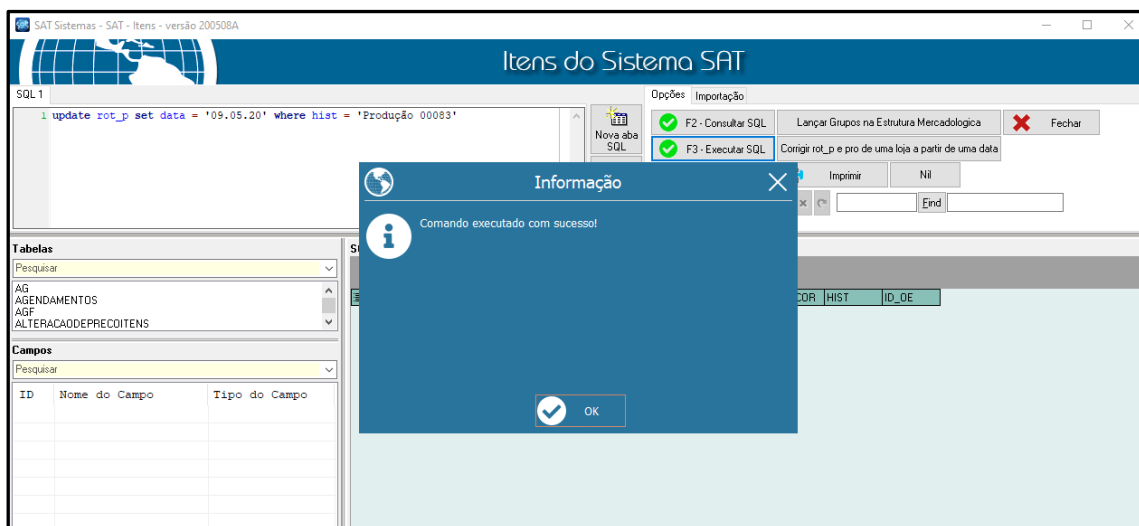 SAT Sistemas - SAT - Itens - versão 200508A
Itens do Sistema SAT
SQL 1
1 update rot_p set data = '09.05.20' where hist = 'Produção 00083'
Nova aba
SQL
Opções Importação
F2 - Consultar SQL Lançar Grupos na Estrutura Mercadologica Fechar
F3 - Executar SQL Corrigir rot_p e pro de uma loja a partir de uma data
Imprimir Nil
Find
Informação
Comando executado com sucesso!
OK
Tabelas
Pesquisar
AG
AGENDAMENTOS
AGF
ALTERACAODEPRECOITENS
Campos
Pesquisar
ID Nome do Campo Tipo do Campo
COR HIST ID_OE